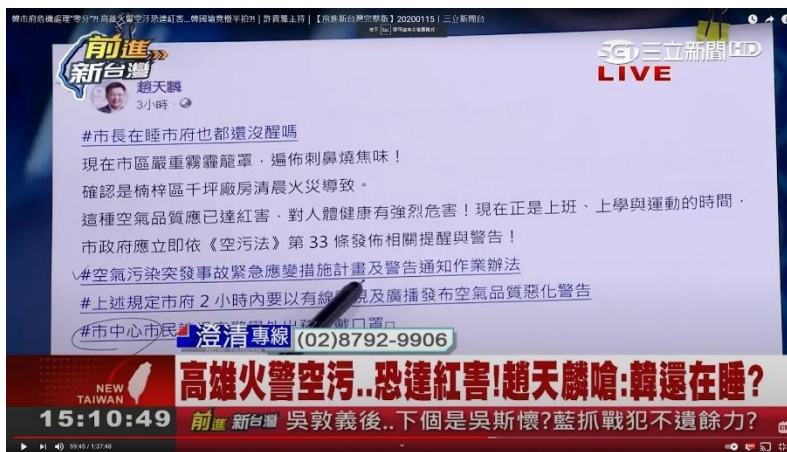 韓市府危機處理"零分"?! 高雄火警空汙恐達紅害...韓國瑜竟慢半拍?!│許貴雅主持│【前進新台灣完整版】20200115│三立新聞台
前進
新台灣
三立新聞HD
LIVE
趙天麟
3小時
#市長在睡市府也都還沒醒嗎
現在市區嚴重霧霾籠罩，遍佈刺鼻燒焦味！
確認是楠梓區千坪廠房清晨火災導致。
這種空氣品質應已達紅害，對人體健康有強烈危害！現在正是上班、上學與運動的時間，
市政府應立即依《空污法》第 33 條發佈相關提醒與警告！
#空氣污染突發事故緊急應變措施計畫及警告通知作業辦法
#上述規定市府 2 小時內要以有線 視及廣播發布空氣品質惡化警告
#市中心市民
戴口罩
澄清專線 (02)8792-9906
NEW
TAIWAN
高雄火警空污..恐達紅害!趙天麟嗆:韓還在睡?
15:10:49 前進新台灣 吳敦義後..下個是吳斯懷?藍抓戰犯不遺餘力?
59:45 / 1:37:48